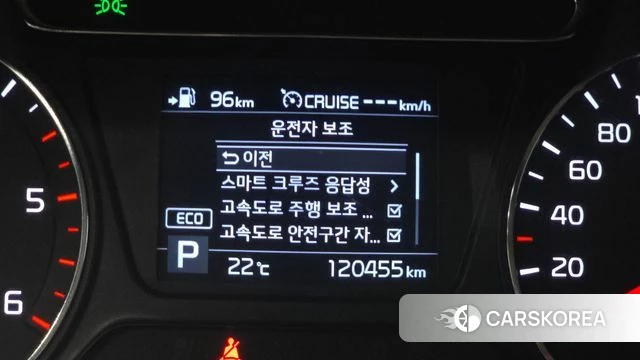 96km CRUISE ---km/h
운전자 보조
이전
스마트 크루즈 응답성
고속도로 주행 보조 ...
고속도로 안전구간 자...
ECO
P
22℃ 120455 km
5
6
80
60
40
20
CARSKOREA